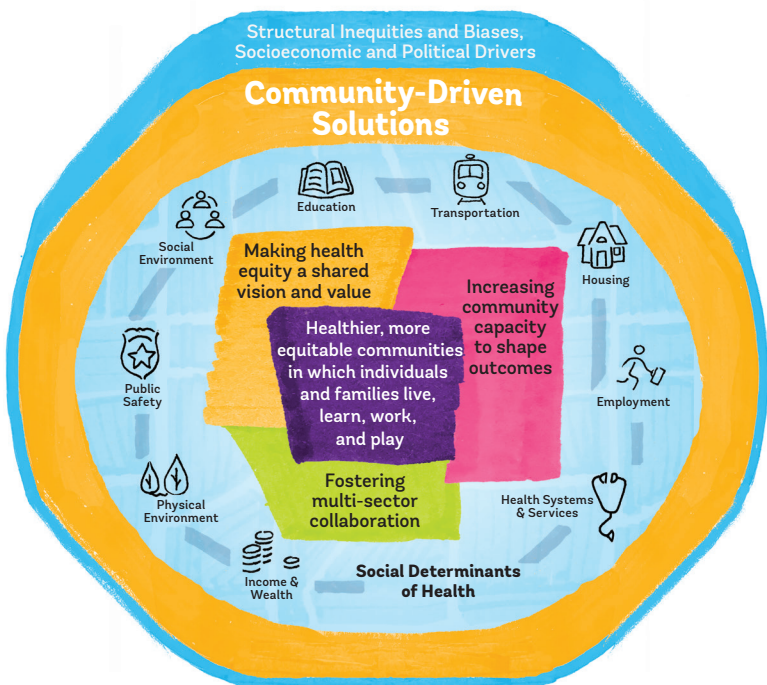 Structural Inequities and Biases,
Socioeconomic and Political Drivers
Community-Driven
Solutions
Education
Transportation
Social
Environment
Housing
Making health
equity a shared
vision and value
Increasing
community
capacity
to shape
outcomes
Healthier, more
equitable communities
in which individuals
and families live,
learn, work,
and play
Public
Safety
Employment
Fostering
multi-sector
collaboration
Physical
Environment
Health Systems
& Services
Income &
Wealth
Social Determinants
of Health